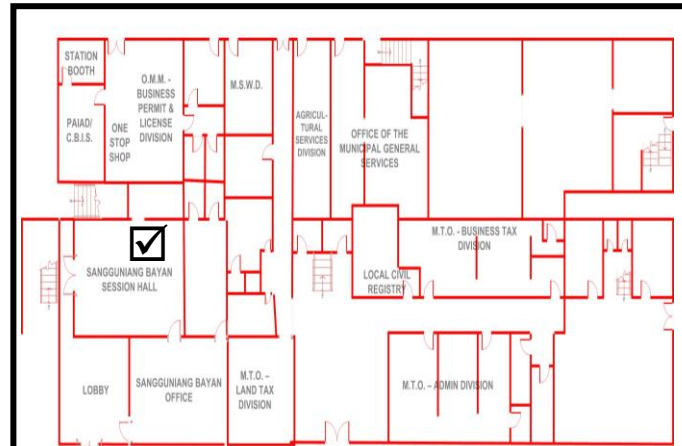 STATION
BOOTH
PAIAD/
C.B.I.S.
ONE
STOP
SHOP
O.M.M. -
BUSINESS
PERMIT &
LICENSE
DIVISION
M.S.W.D.
AGRICUL-
TURAL
SERVICES
DIVISION
OFFICE OF THE
MUNICIPAL GENERAL
SERVICES
SANGGUNIANG BAYAN
SESSION HALL
M.T.O. - BUSINESS TAX
DIVISION
LOCAL CIVIL
REGISTRY
LOBBY
SANGGUNIANG BAYAN
OFFICE
M.T.O. –
LAND TAX
DIVISION
M.T.O. – ADMIN DIVISION